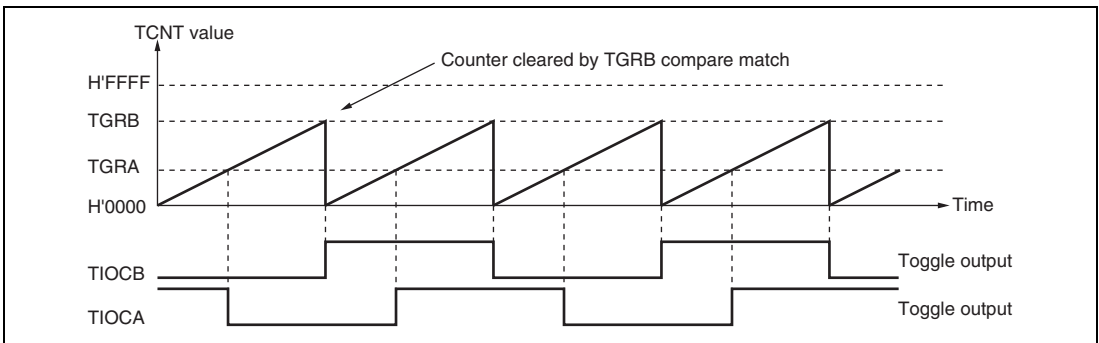 TCNT value
Counter cleared by TGRB compare match
H'FFFF
TGRB
TGRA
H'0000
Time
TIOCB
Toggle output
TIOCA
Toggle output